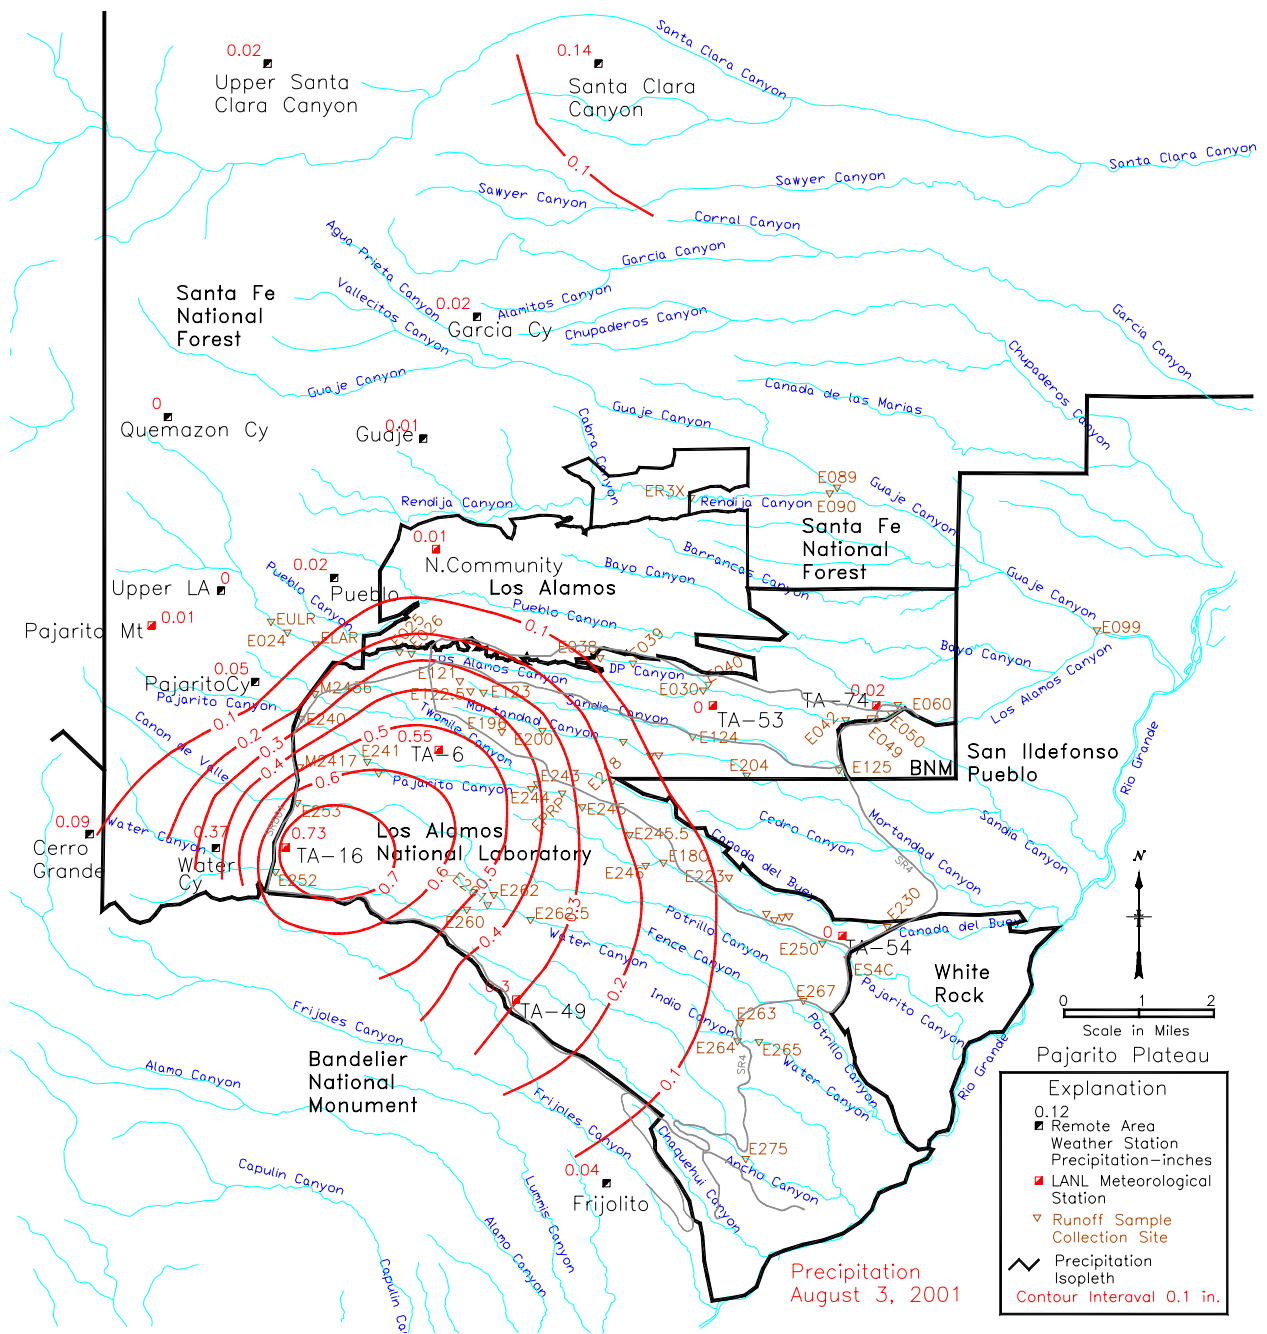 0.02
Upper Santa
Clara Canyon
0.14
Santa Clara
Canyon
Santa Clara Canyon
Santa Clara Canyon
0.1
Sawyer Canyon
Sawyer Canyon
Corral Canyon
Agua Prieta Canyon
Garcia Canyon
Vallecitos Canyon
Santa Fe
National
Forest
0.02
Garcia Cy
Alamitos Canyon
Chupaderos Canyon
Garcia Canyon
Chupaderos Canyon
Guaje Canyon
Canada de las Marias
0
Quemazon Cy
0.01
Guaje
Cabra Canyon
Guaje Canyon
Rendija Canyon
ER3X
Rendija Canyon
E089
E090
Guaje Canyon
Santa Fe
National
Forest
0.01
N.Community
Los Alamos
Barrancas Canyon
Bayo Canyon
Guaje Canyon
Upper LA
0
0.02
Pueblo
Pueblo Canyon
Pueblo Canyon
0.1
Pajarito Mt
0.01
EULR
E024
ELAR
E025
E026
E038
E039
E099
Bayo Canyon
Los Alamos Canyon
0.05
PajaritoCy
Pajarito Canyon
M2436
E121
Los Alamos Canyon
DP Canyon
E040
E030
E122.5
E123
Sandia Canyon
0
TA-53
TA-74
0.02
E060
E050
E049
E042
0.1
0.2
0.3
0.4
0.5
0.6
E240
Canon de Valle
Mortandad Canyon
Twomile Canyon
E196
E200
E124
0.55
TA-6
E241
M2417
E204
E125
BNM
San Ildefonso
Pueblo
Rio Grande
Pajarito Canyon
E243
E244
EPRP
E218
E245
SR501
E253
0.09
Cerro
Grande
Water Canyon
0.37
Water
Cy
0.73
TA-16
Los Alamos
National Laboratory
E245.5
E180
E246
E223
Canada del Buey
Cedro Canyon
Mortandad Canyon
Sandia Canyon
SR4
E252
0.7
0.6
0.5
0.4
0.3
0.2
0.1
E261
E262
E260
E262.5
Water Canyon
Potrillo Canyon
Fence Canyon
Indio Canyon
E230
Canada del Buey
0
TA-54
E250
ES4C
White
Rock
Pajarito Canyon
0.3
TA-49
E267
E263
E264
E265
Potrillo Canyon
Water Canyon
SR4
Rio Grande
N
0
1
2
Scale in Miles
Pajarito Plateau
Frijoles Canyon
Bandelier
National
Monument
Alamo Canyon
Frijoles Canyon
Chaquehui Canyon
E275
Ancho Canyon
0.04
Frijolito
Capulin Canyon
Lummis Canyon
Alamo Canyon
Capulin Ca
Precipitation
August 3, 2001
Explanation
0.12
Remote Area
Weather Station
Precipitation-inches
LANL Meteorological
Station
Runoff Sample
Collection Site
Precipitation
Isopleth
Contour Interaval 0.1 in.